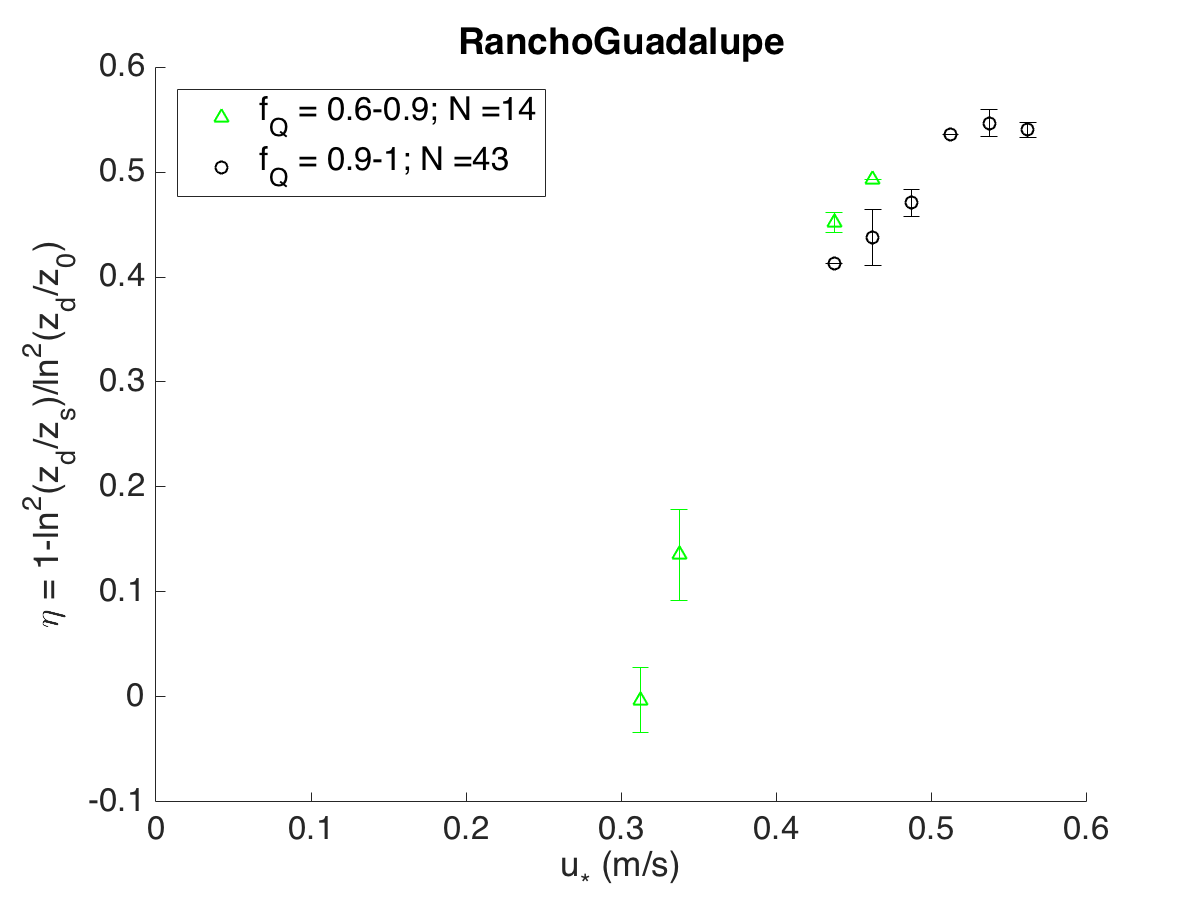 RanchoGuadalupe
0.6
0.5
0.4
0.3
0.2
0.1
0
-0.1
f_Q = 0.6-0.9; N =14
f_Q = 0.9-1; N =43
η = 1-ln²(z_d/z_s)/ln²(z_d/z_0)
0 0.1 0.2 0.3 0.4 0.5 0.6
u_* (m/s)